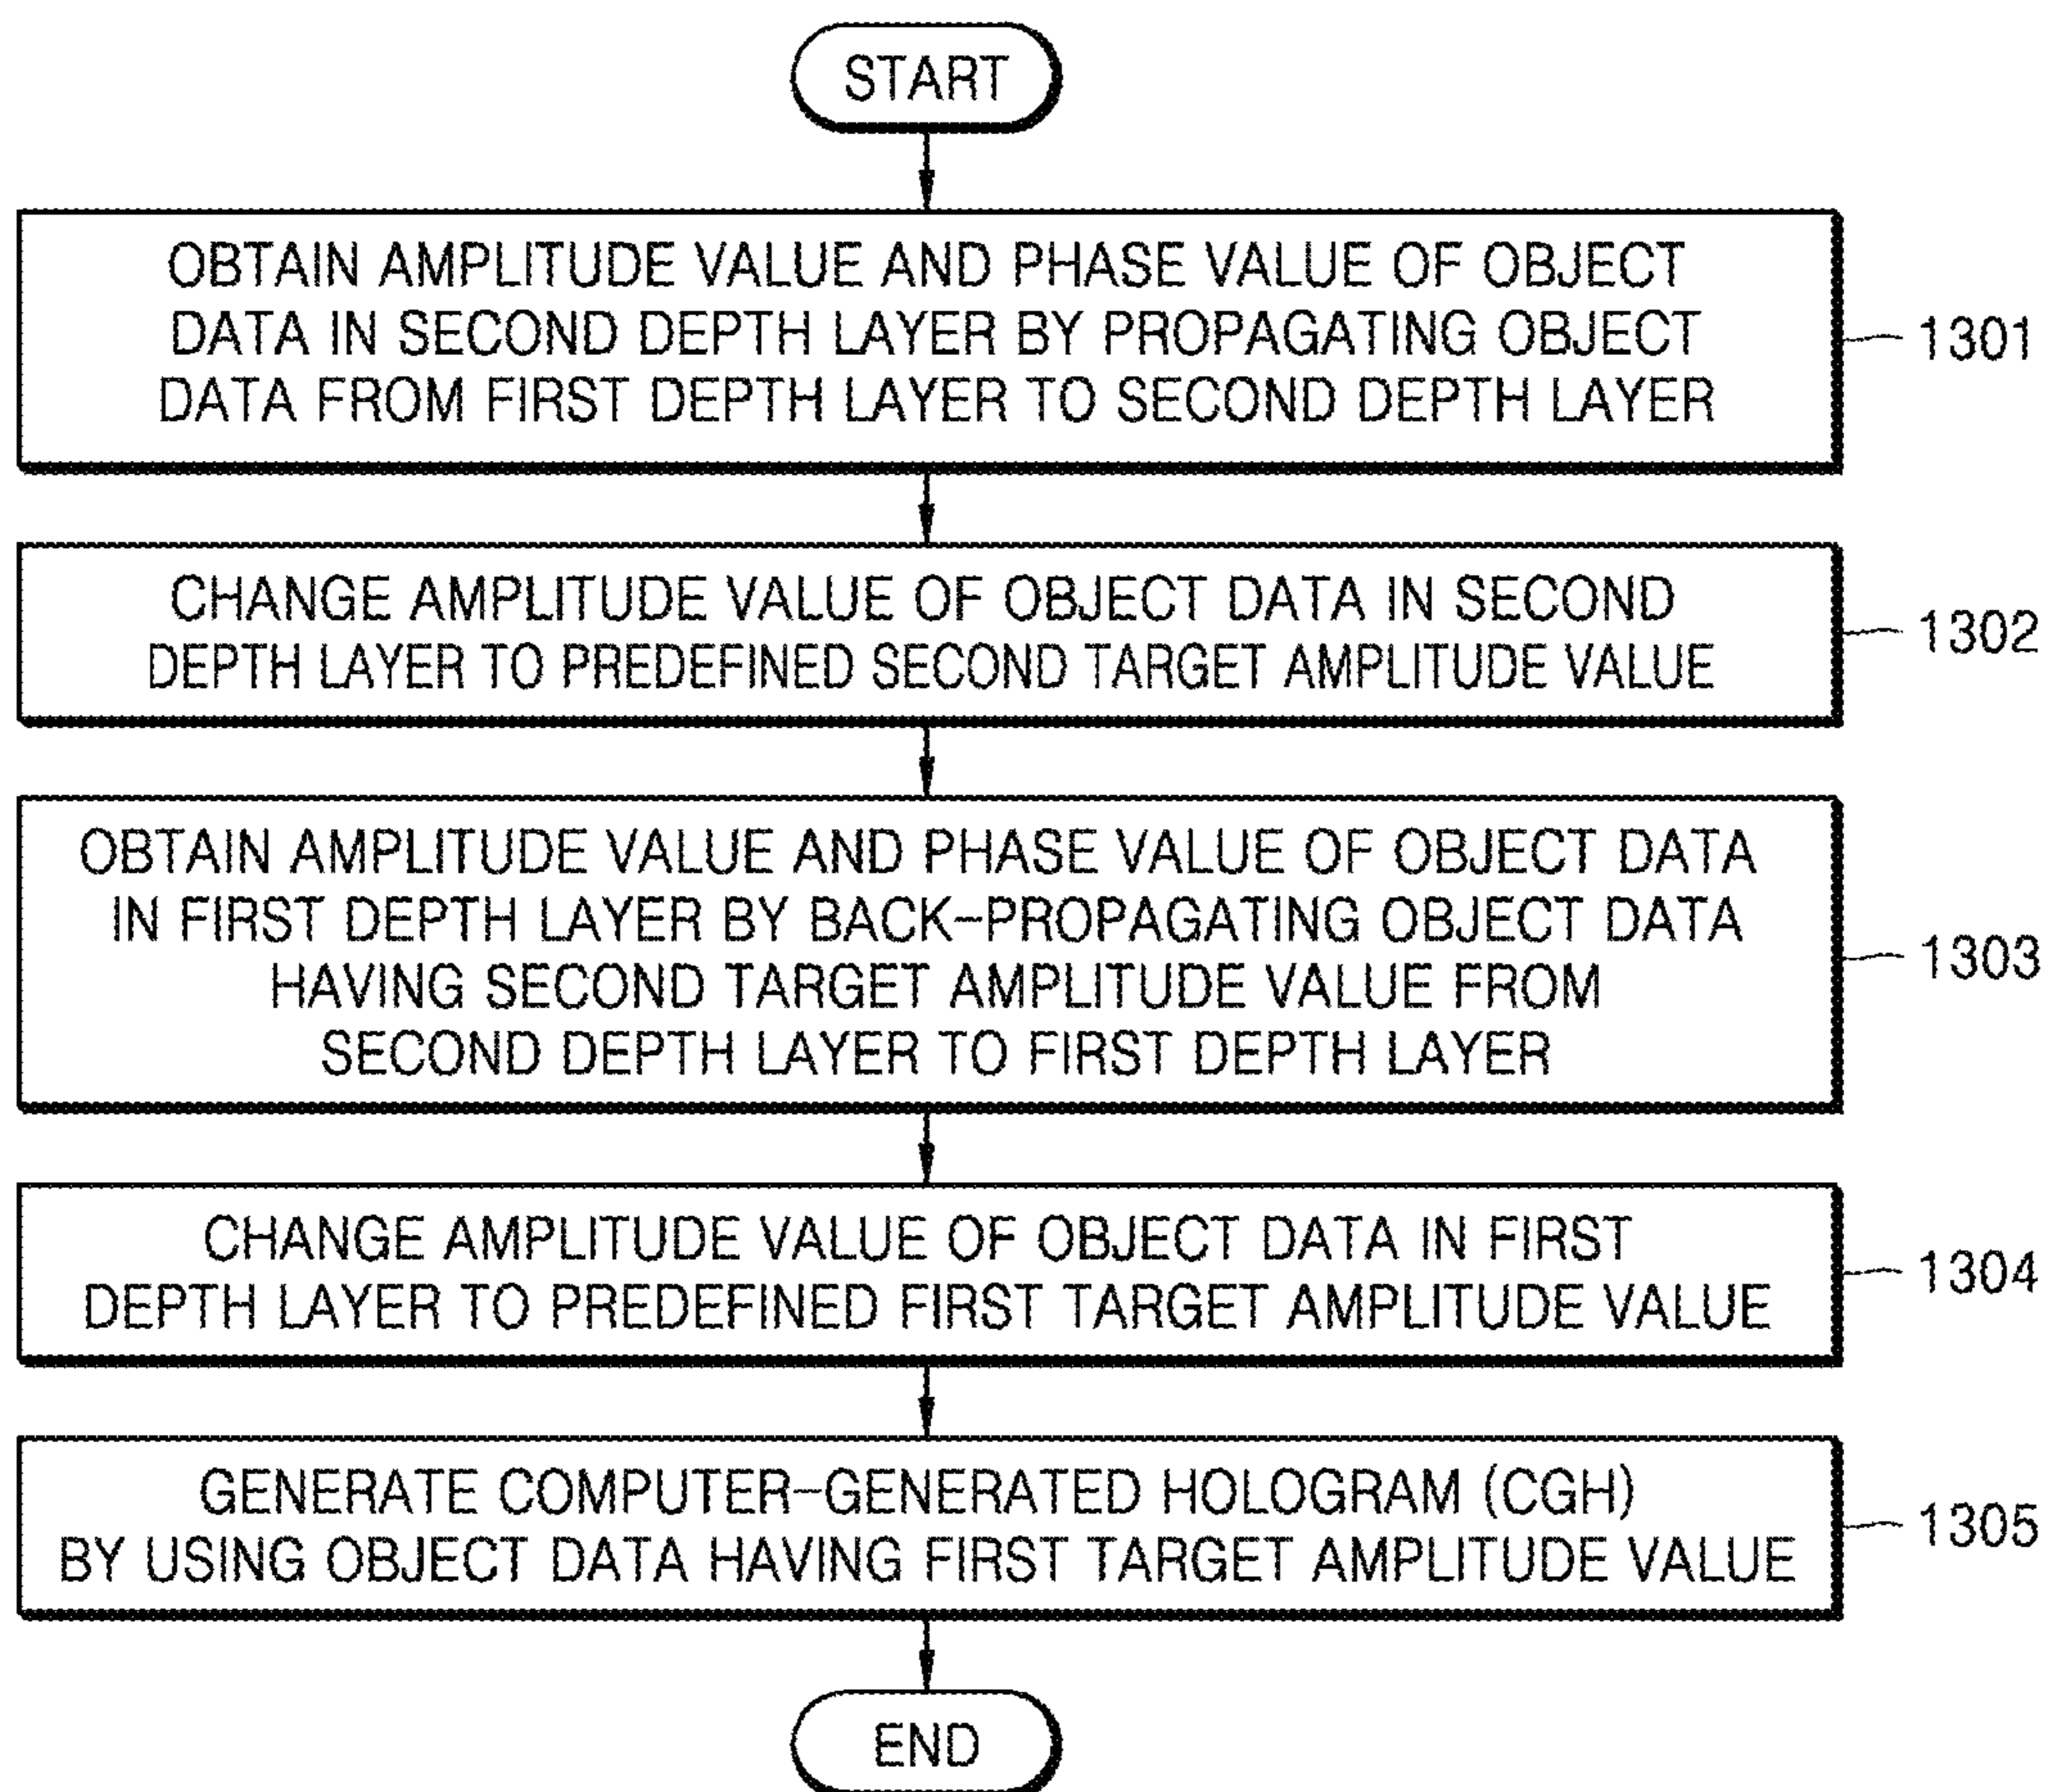 START
OBTAIN AMPLITUDE VALUE AND PHASE VALUE OF OBJECT
DATA IN SECOND DEPTH LAYER BY PROPAGATING OBJECT
DATA FROM FIRST DEPTH LAYER TO SECOND DEPTH LAYER
1301
CHANGE AMPLITUDE VALUE OF OBJECT DATA IN SECOND
DEPTH LAYER TO PREDEFINED SECOND TARGET AMPLITUDE VALUE
1302
OBTAIN AMPLITUDE VALUE AND PHASE VALUE OF OBJECT DATA
IN FIRST DEPTH LAYER BY BACK-PROPAGATING OBJECT DATA
HAVING SECOND TARGET AMPLITUDE VALUE FROM
SECOND DEPTH LAYER TO FIRST DEPTH LAYER
1303
CHANGE AMPLITUDE VALUE OF OBJECT DATA IN FIRST
DEPTH LAYER TO PREDEFINED FIRST TARGET AMPLITUDE VALUE
1304
GENERATE COMPUTER-GENERATED HOLOGRAM (CGH)
BY USING OBJECT DATA HAVING FIRST TARGET AMPLITUDE VALUE
1305
END